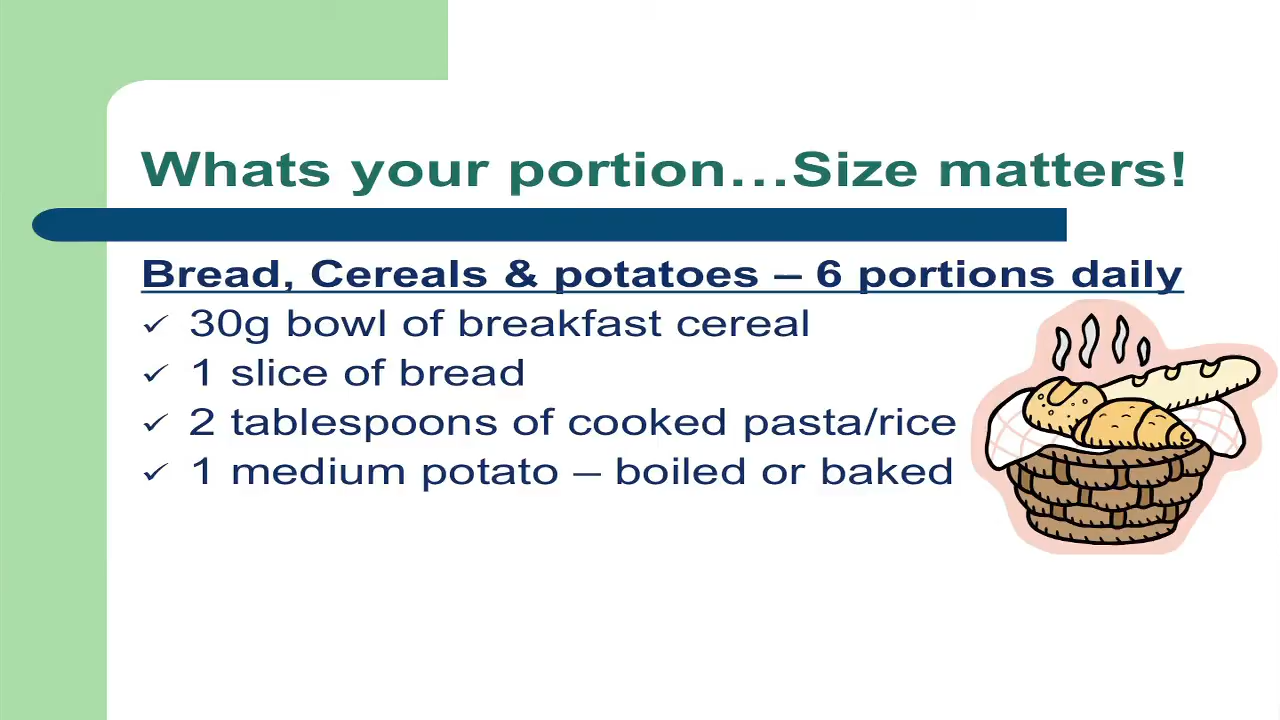 Whats your portion...Size matters!
Bread, Cereals & potatoes – 6 portions daily
✓ 30g bowl of breakfast cereal
✓ 1 slice of bread
✓ 2 tablespoons of cooked pasta/rice
✓ 1 medium potato – boiled or baked